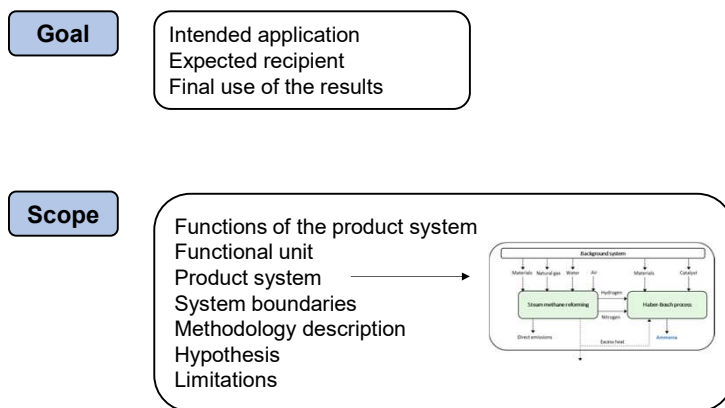 Goal
Intended application
Expected recipient
Final use of the results
Scope
Functions of the product system
Functional unit
Product system
System boundaries
Methodology description
Hypothesis
Limitations
Background system
Materials Natural gas Water Air Materials Catalyst
Hydrogen
Steam methane reforming Haber-Bosch process
Nitrogen
Direct emissions Excess heat Ammonia